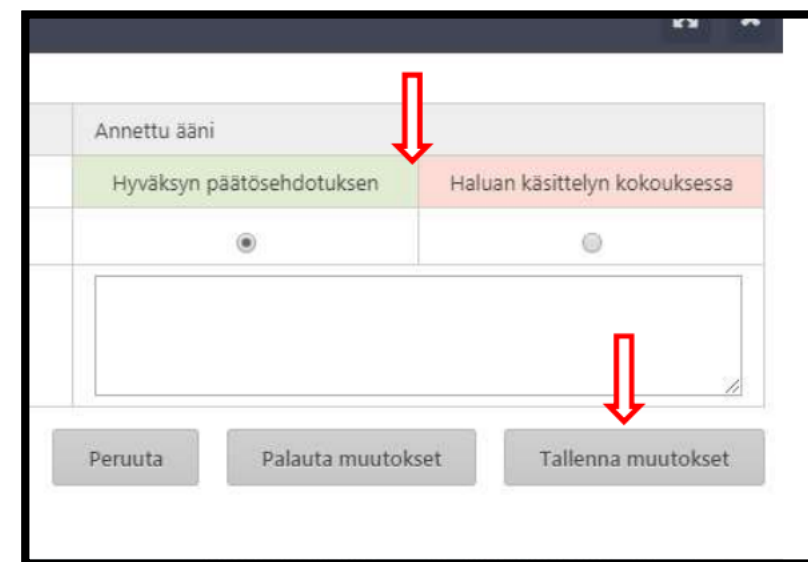 Annettu ääni
Hyväksyn päätösehdotuksen Haluan käsittelyn kokouksessa
Peruuta Palauta muutokset Tallenna muutokset